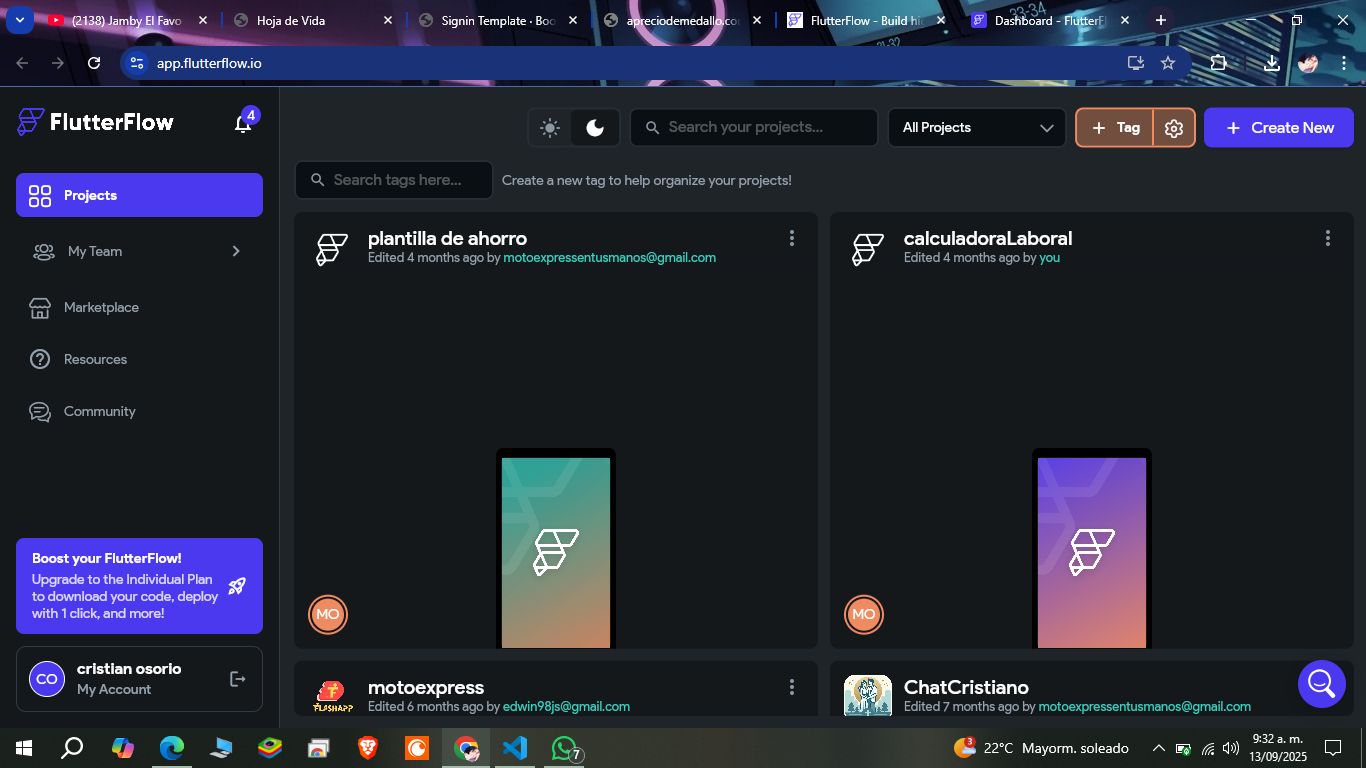 (2138) Jamby El Favo
Hoja de Vida
Signin Template · Boo
apreciodemedallo.co
FlutterFlow - Build hi
Dashboard - FlutterF
app.flutterflow.io
FlutterFlow
4
Search your projects...
All Projects
+ Tag
+ Create New
Projects
My Team
Marketplace
Resources
Community
Search tags here...
Create a new tag to help organize your projects!
plantilla de ahorro
Edited 4 months ago by motoexpressentusmanos@gmail.com
MO
calculadoraLaboral
Edited 4 months ago by you
MO
motoexpress
Edited 6 months ago by edwin98js@gmail.com
FLASHAPP
ChatCristiano
Edited 7 months ago by motoexpressentusmanos@gmail.com
Boost your FlutterFlow!
Upgrade to the Individual Plan
to download your code, deploy
with 1 click, and more!
CO
cristian osorio
My Account
7
3
22°C Mayorm. soleado
9:32 a. m.
13/09/2025